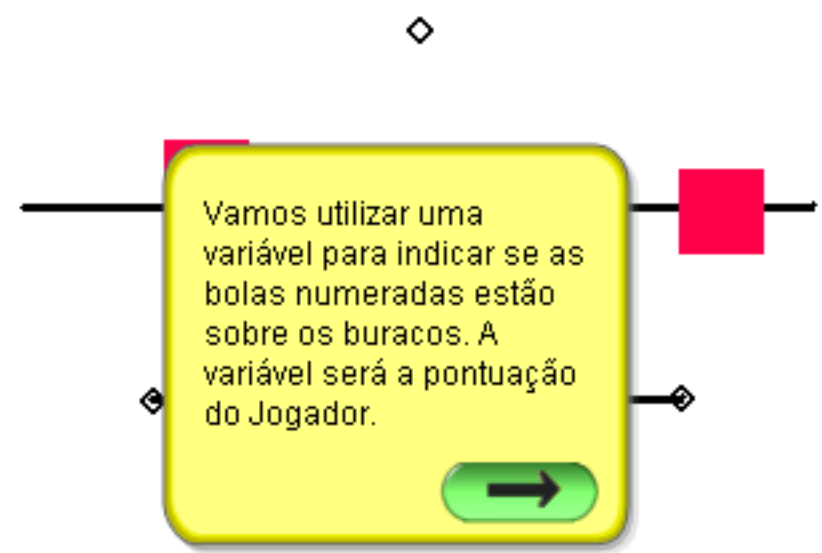 Vamos utilizar uma
variável para indicar se as
bolas numeradas estão
sobre os buracos. A
variável será a pontuação
do Jogador.